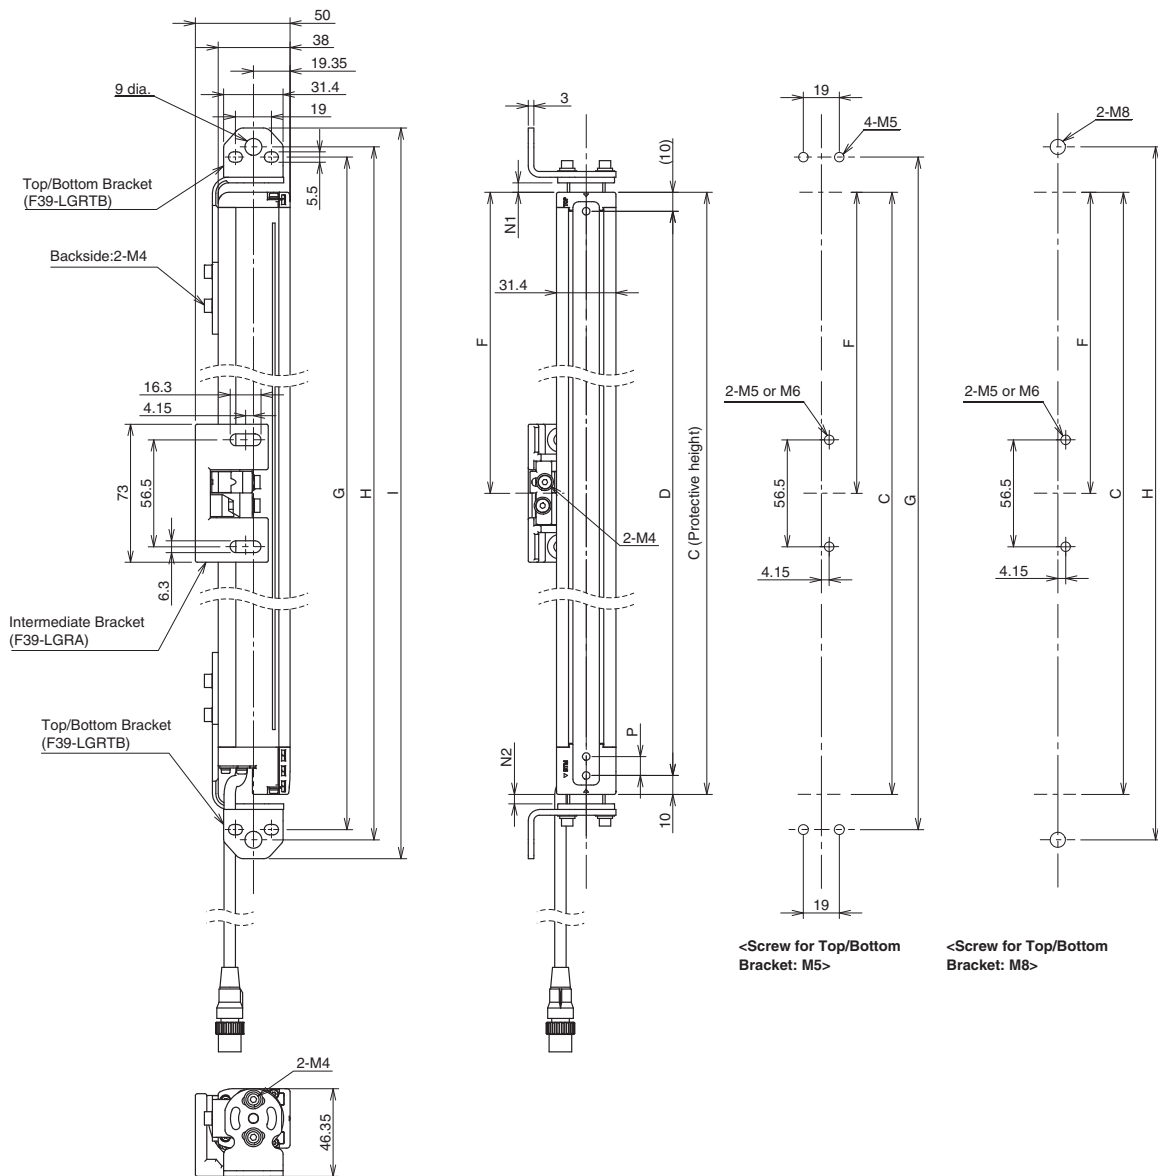 50
38
19.35
31.4
19
9 dia.
5.5
Top/Bottom Bracket
(F39-LGRTB)
Backside:2-M4
16.3
4.15
73
56.5
6.3
G
H
I
Intermediate Bracket
(F39-LGRA)
Top/Bottom Bracket
(F39-LGRTB)
2-M4
46.35
3
(10)
N1
TOP
31.4
F
2-M4
D
C (Protective height)
P
N2
10
19
4-M5
F
2-M5 or M6
56.5
4.15
C
G
19
<Screw for Top/Bottom
Bracket: M5>
2-M8
F
2-M5 or M6
56.5
4.15
C
H
<Screw for Top/Bottom
Bracket: M8>